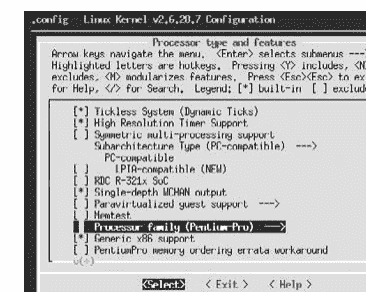 .config - Linux Kernel v2.6.28.7 Configuration
Processor type and features
Arrow keys navigate the menu. <Enter> selects submenus ---
Highlighted letters are hotkeys. Pressing <Y> includes, <N
excludes, <M> modularizes features. Press <Esc><Esc> to ex
for Help, </> for Search. Legend: [*] built-in [ ] exclud
[*] Tickless System (Dynamic Ticks)
[*] High Resolution Timer Support
[ ] Symmetric multi-processing support
Subarchitecture Type (PC-compatible) --->
PC-compatible
[ ] LPIA-compatible (NEW)
[ ] RDC R-321x SoC
[*] Single-depth WCHAN output
[ ] Paravirtualized guest support --->
[ ] Memtest
Processor family (Pentium-Pro) --->
[*] Generic x86 support
[ ] PentiumPro memory ordering errata workaround
<Select> < Exit > < Help >